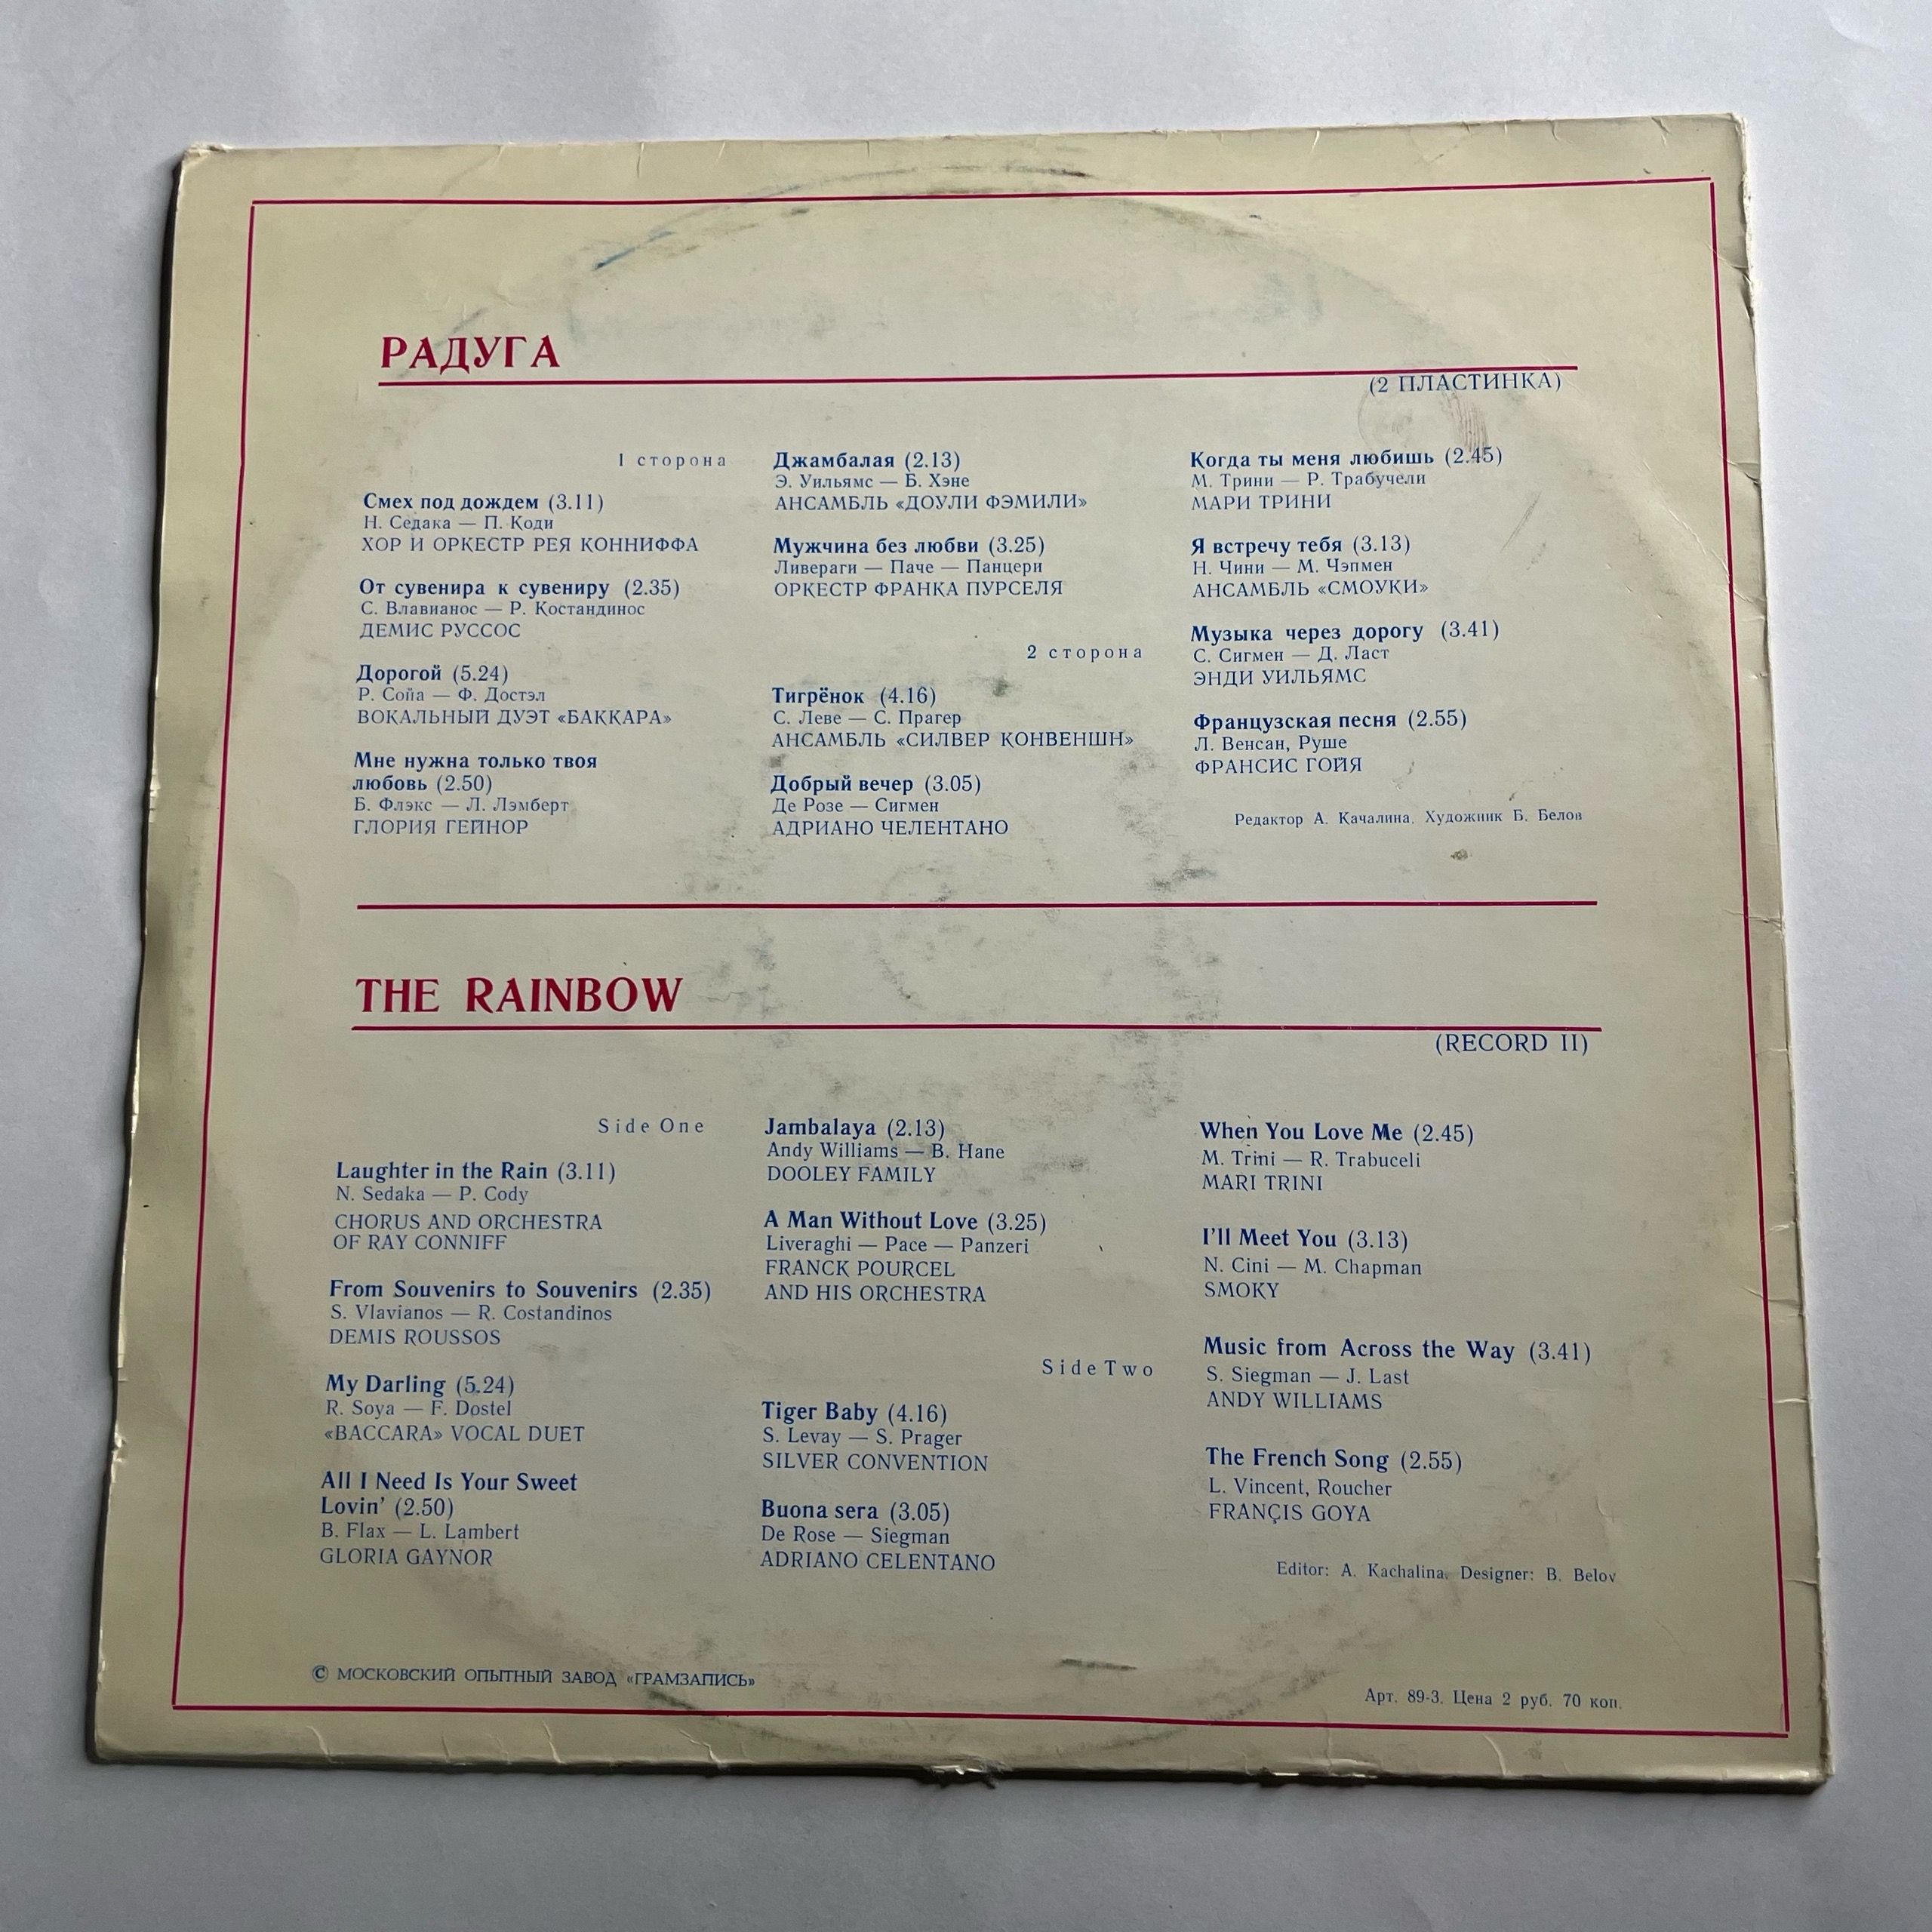 РАДУГА
(2 ПЛАСТИНКА)
1 сторона
Смех под дождем (3.11)
Н. Седака — П. Коди
ХОР И ОРКЕСТР РЕЯ КОННИФФА
От сувенира к сувениру (2.35)
С. Влавианос — Р. Костандинос
ДЕМИС РУССОС
Дорогой (5.24)
Р. Сойа — Ф. Достэл
ВОКАЛЬНЫЙ ДУЭТ «БАККАРА»
Мне нужна только твоя
любовь (2.50)
Б. Флэкс — Л. Лэмберт
ГЛОРИЯ ГЕЙНОР
Джамбалая (2.13)
Э. Уильямс — Б. Хэне
АНСАМБЛЬ «ДОУЛИ ФЭМИЛИ»
Мужчина без любви (3.25)
Ливераги — Паче — Панцери
ОРКЕСТР ФРАНКА ПУРСЕЛЯ
2 сторона
Тигрёнок (4.16)
С. Леве — С. Прагер
АНСАМБЛЬ «СИЛВЕР КОНВЕНШН»
Добрый вечер (3.05)
Де Розе — Сигмен
АДРИАНО ЧЕЛЕНТАНО
Когда ты меня любишь (2.45)
М. Трини — Р. Трабучели
МАРИ ТРИНИ
Я встречу тебя (3.13)
Н. Чини — М. Чэпмен
АНСАМБЛЬ «СМОУКИ»
Музыка через дорогу (3.41)
С. Сигмен — Д. Ласт
ЭНДИ УИЛЬЯМС
Французская песня (2.55)
Л. Венсан, Руше
ФРАНСИС ГОЙЯ
Редактор А. Качалина. Художник Б. Белов
THE RAINBOW
(RECORD II)
Side One
Laughter in the Rain (3.11)
N. Sedaka — P. Cody
CHORUS AND ORCHESTRA
OF RAY CONNIFF
From Souvenirs to Souvenirs (2.35)
S. Vlavianos — R. Costandinos
DEMIS ROUSSOS
My Darling (5.24)
R. Soya — F. Dostel
«BACCARA» VOCAL DUET
All I Need Is Your Sweet
Lovin' (2.50)
B. Flax — L. Lambert
GLORIA GAYNOR
Jambalaya (2.13)
Andy Williams — B. Hane
DOOLEY FAMILY
A Man Without Love (3.25)
Liveraghi — Pace — Panzeri
FRANCK POURCEL
AND HIS ORCHESTRA
Side Two
Tiger Baby (4.16)
S. Levay — S. Prager
SILVER CONVENTION
Buona sera (3.05)
De Rose — Siegman
ADRIANO CELENTANO
When You Love Me (2.45)
M. Trini — R. Trabuceli
MARI TRINI
I'll Meet You (3.13)
N. Cini — M. Chapman
SMOKY
Music from Across the Way (3.41)
S. Siegman — J. Last
ANDY WILLIAMS
The French Song (2.55)
L. Vincent, Roucher
FRANÇIS GOYA
Editor: A. Kachalina. Designer: B. Belov
© МОСКОВСКИЙ ОПЫТНЫЙ ЗАВОД «ГРАМЗАПИСЬ»
Арт. 89-3. Цена 2 руб. 70 коп.